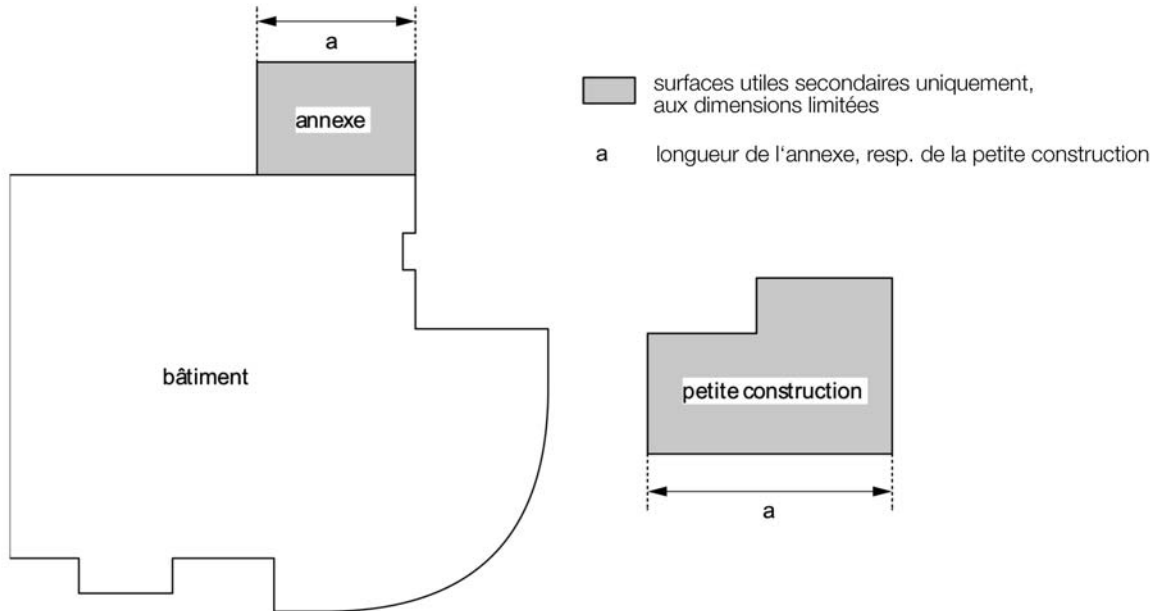 a
annexe
surfaces utiles secondaires uniquement,
aux dimensions limitées
a longueur de l'annexe, resp. de la petite construction
bâtiment
petite construction
a